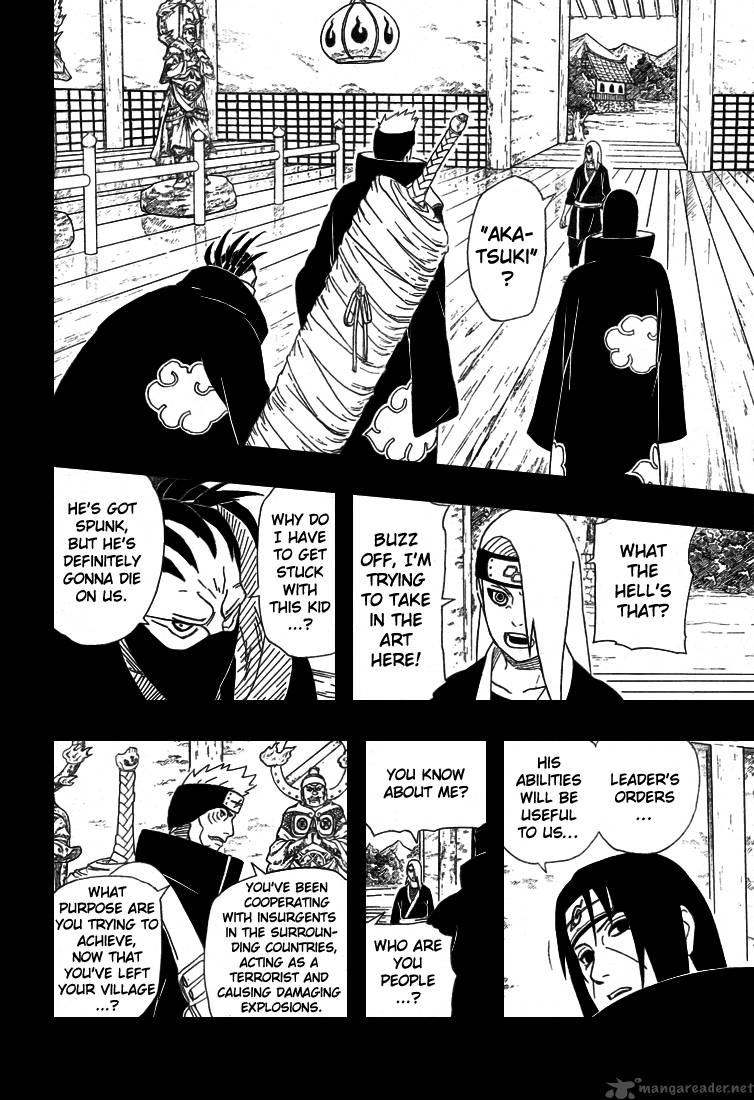 "AKA-
TSUKI"
?
WHAT
THE
HELL'S
THAT?
BUZZ
OFF, I'M
TRYING
TO TAKE
IN THE
ART
HERE!
WHY DO
I HAVE
TO GET
STUCK
WITH
THIS KID
...?
HE'S GOT
SPUNK,
BUT HE'S
DEFINITELY
GONNA DIE
ON US.
LEADER'S
ORDERS
...
HIS
ABILITIES
WILL BE
USEFUL
TO US...
YOU KNOW
ABOUT ME?
WHO ARE
YOU
PEOPLE
...?
YOU'VE BEEN
COOPERATING
WITH INSURGENTS
IN THE
SURROUN-
DING COUNTRIES,
ACTING AS A
TERRORIST AND
CAUSING DAMAGING
EXPLOSIONS.
WHAT
PURPOSE ARE
YOU TRYING TO
ACHIEVE,
NOW THAT
YOU'VE LEFT
YOUR VILLAGE
...?
mangareader.net